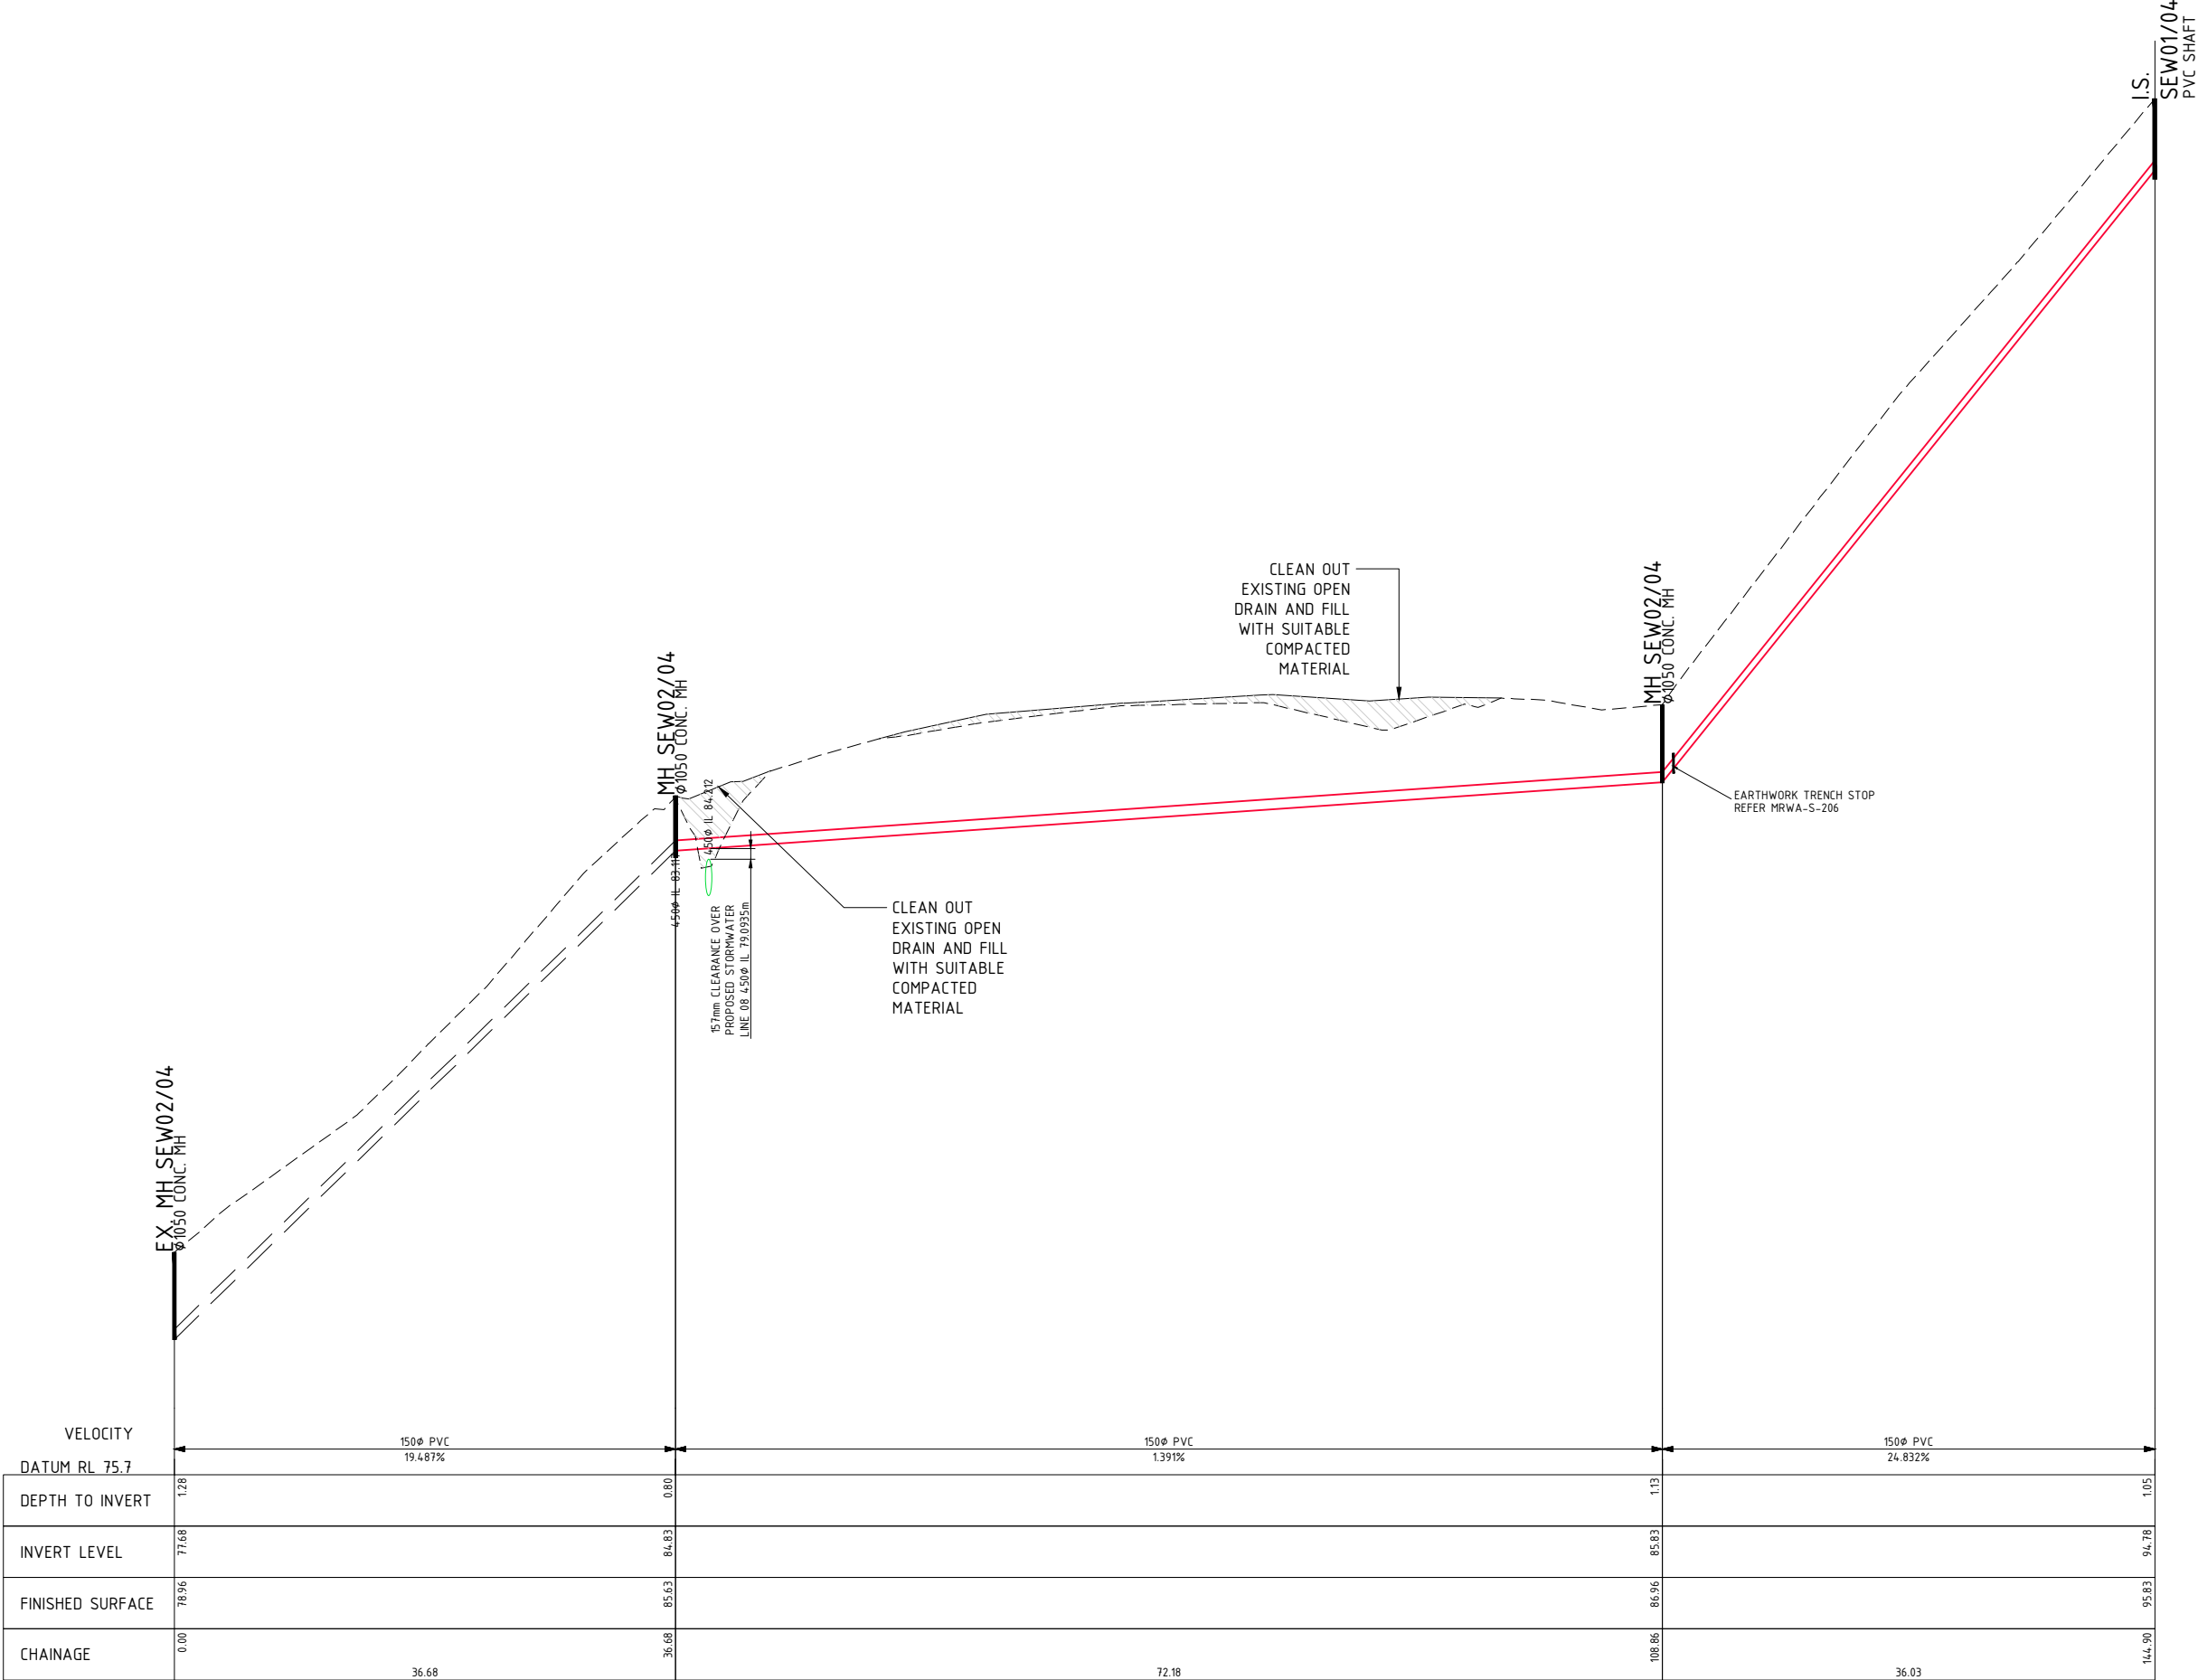 I.S.
SEW01/04
PVC SHAFT
CLEAN OUT
EXISTING OPEN
DRAIN AND FILL
WITH SUITABLE
COMPACTED
MATERIAL
MH SEW02/04
Ø1050 CONC. MH
EARTHWORK TRENCH STOP
REFER MRWA-S-206
MH SEW02/04
Ø1050 CONC. MH
450Ø IL 84.212
450Ø IL
157mm CLEARANCE OVER
PROPOSED STORMWATER
LINE 08 450Ø IL 79.0935m
CLEAN OUT
EXISTING OPEN
DRAIN AND FILL
WITH SUITABLE
COMPACTED
MATERIAL
EX. MH SEW02/04
Ø1050 CONC. MH
VELOCITY
150Ø PVC 150Ø PVC 150Ø PVC
19.487% 1.391% 24.832%
DATUM RL 75.7
DEPTH TO INVERT 1.28 0.80 1.13 1.05
INVERT LEVEL 77.68 84.83 85.83 94.78
FINISHED SURFACE 78.96 85.63 86.96 95.83
CHAINAGE 0.00 36.68 108.86 144.90
36.68 72.18 36.03